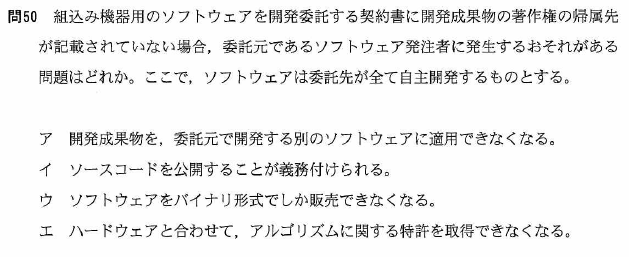 問50　組込み機器用のソフトウェアを開発委託する契約書に開発成果物の著作権の帰属先
が記載されていない場合，委託元であるソフトウェア発注者に発生するおそれがある
問題はどれか。ここで，ソフトウェアは委託先が全て自主開発するものとする。
ア　開発成果物を，委託元で開発する別のソフトウェアに適用できなくなる。
イ　ソースコードを公開することが義務付けられる。
ウ　ソフトウェアをバイナリ形式でしか販売できなくなる。
エ　ハードウェアと合わせて，アルゴリズムに関する特許を取得できなくなる。